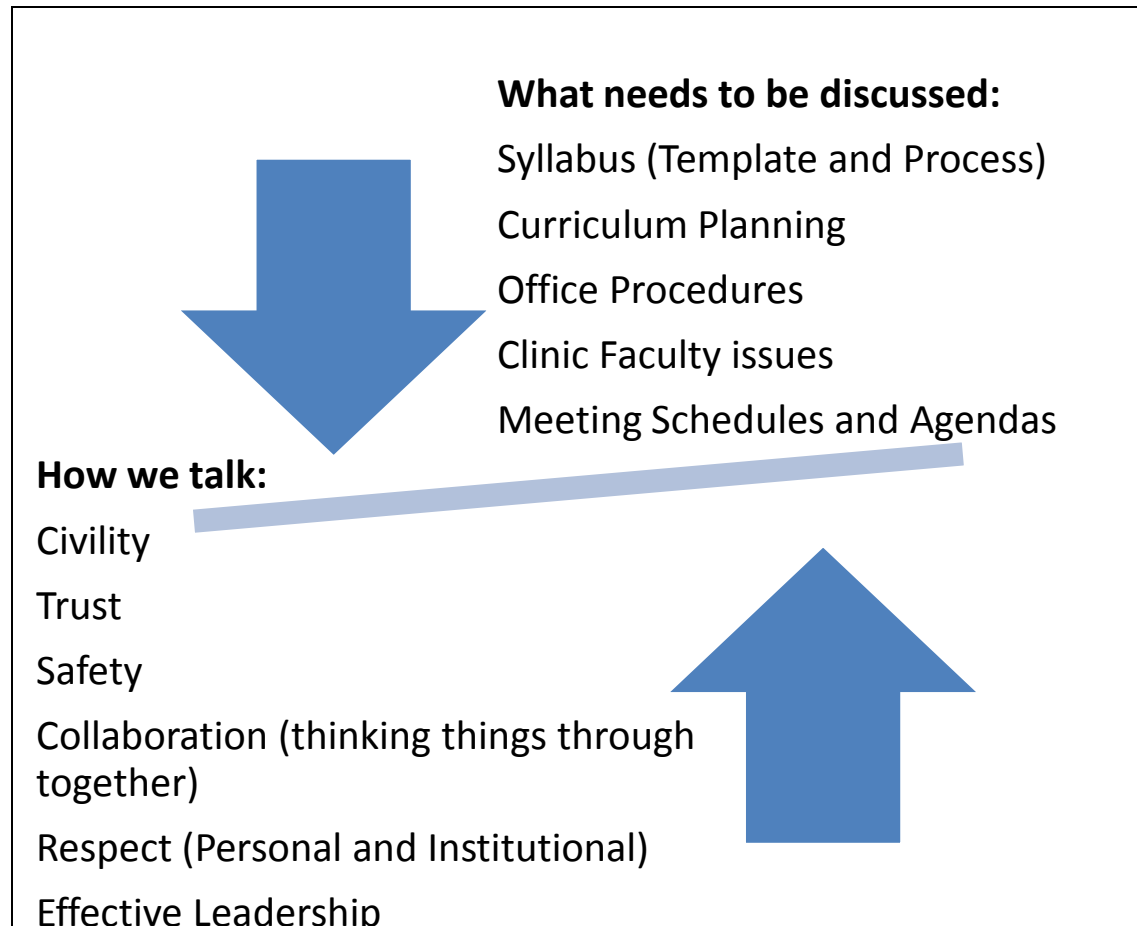 What needs to be discussed:
Syllabus (Template and Process)
Curriculum Planning
Office Procedures
Clinic Faculty issues
Meeting Schedules and Agendas
How we talk:
Civility
Trust
Safety
Collaboration (thinking things through
together)
Respect (Personal and Institutional)
Effective Leadership